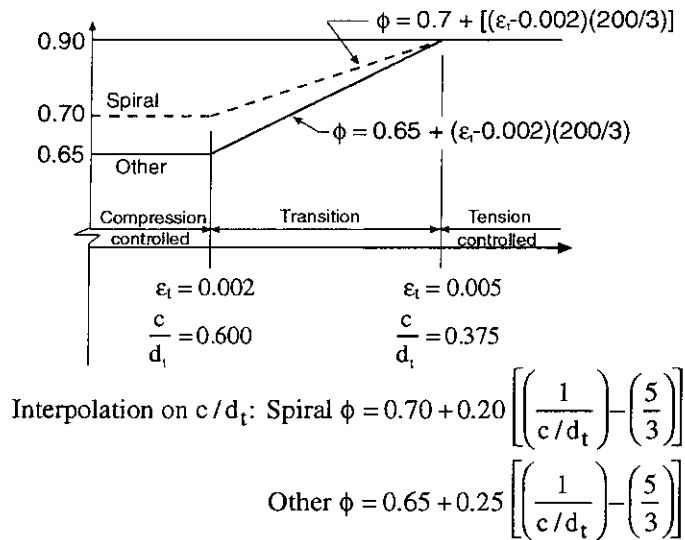 ϕ = 0.7 + [(εₜ-0.002)(200/3)]
0.90
Spiral
0.70
ϕ = 0.65 + (εₜ-0.002)(200/3)
0.65
Other
Compression controlled
Transition
Tension controlled
εₜ = 0.002
εₜ = 0.005
c/dₜ = 0.600
c/dₜ = 0.375
Interpolation on c/dₜ: Spiral ϕ = 0.70 + 0.20 [(1/(c/dₜ)) − (5/3)]
Other ϕ = 0.65 + 0.25 [(1/(c/dₜ)) − (5/3)]